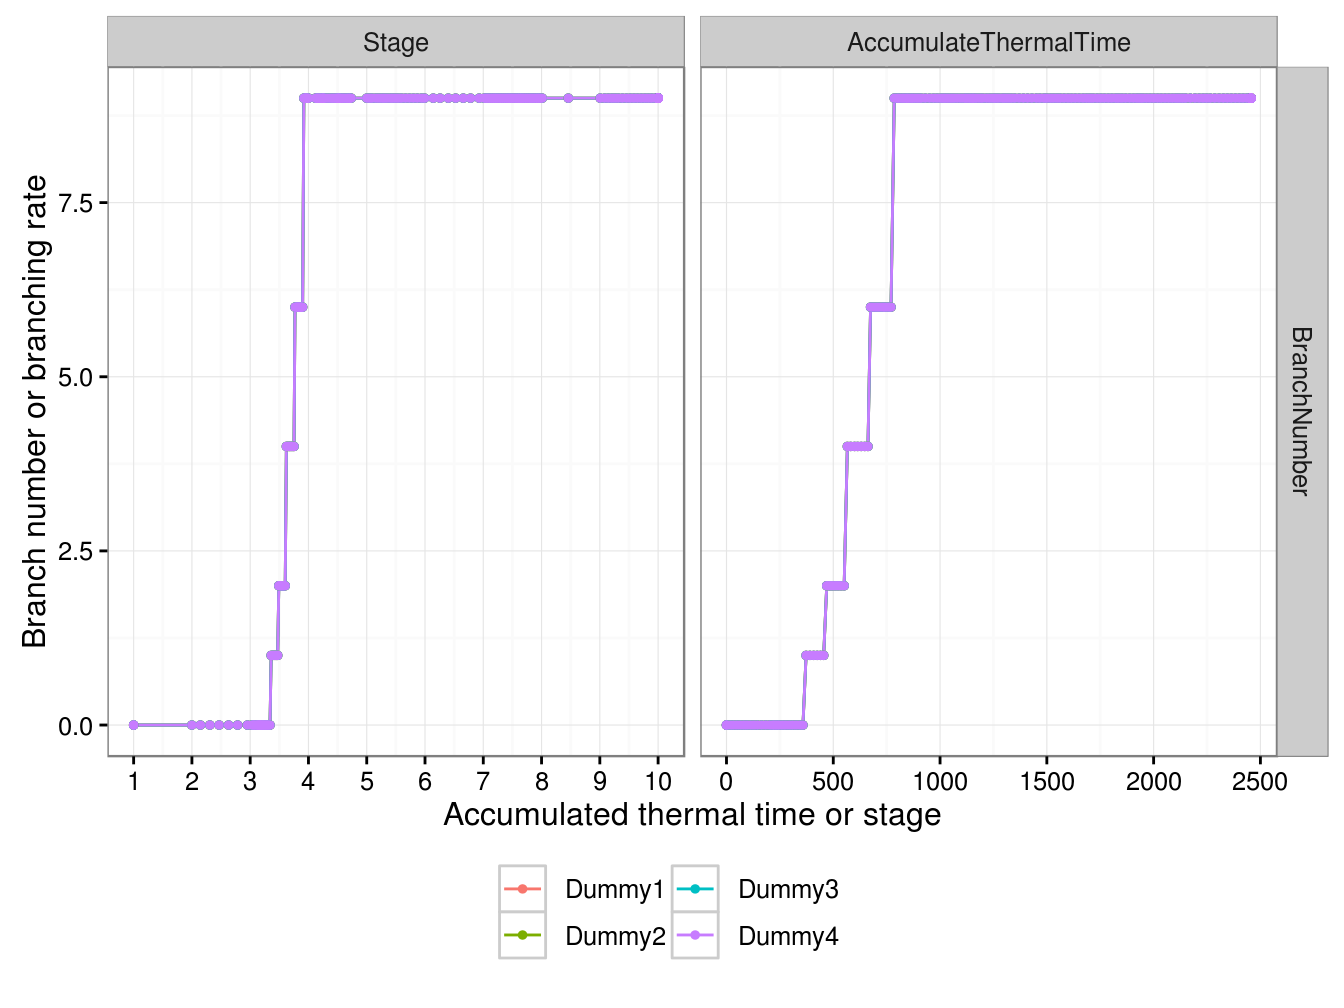 Stage
AccumulateThermalTime
Branch number or branching rate
7.5
5.0
2.5
0.0
BranchNumber
1 2 3 4 5 6 7 8 9 10
0 500 1000 1500 2000 2500
Accumulated thermal time or stage
Dummy1 Dummy3
Dummy2 Dummy4